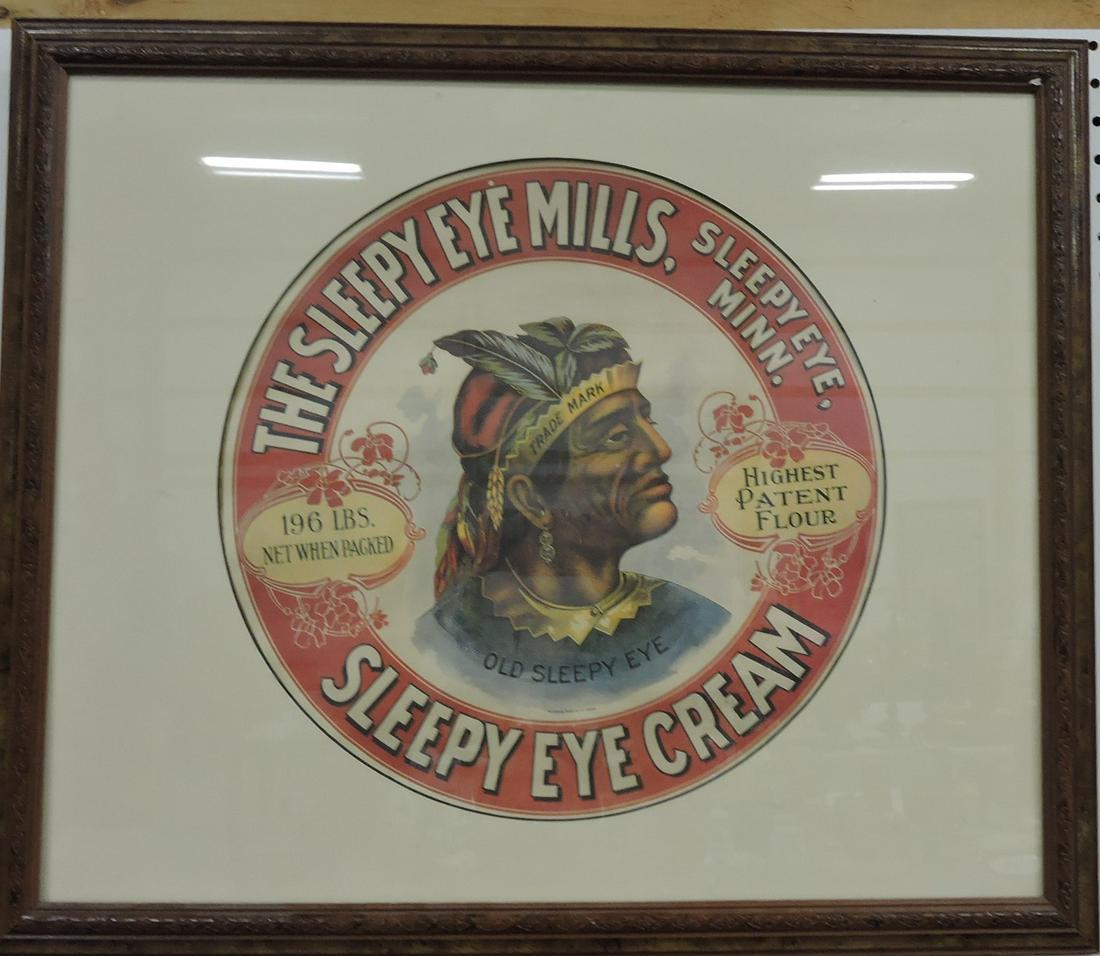 THE SLEEPY EYE MILLS,
SLEEPY EYE,
MINN.
TRADE MARK
196 LBS.
NET WHEN PACKED
HIGHEST
PATENT
FLOUR
OLD SLEEPY EYE
SLEEPY EYE CREAM